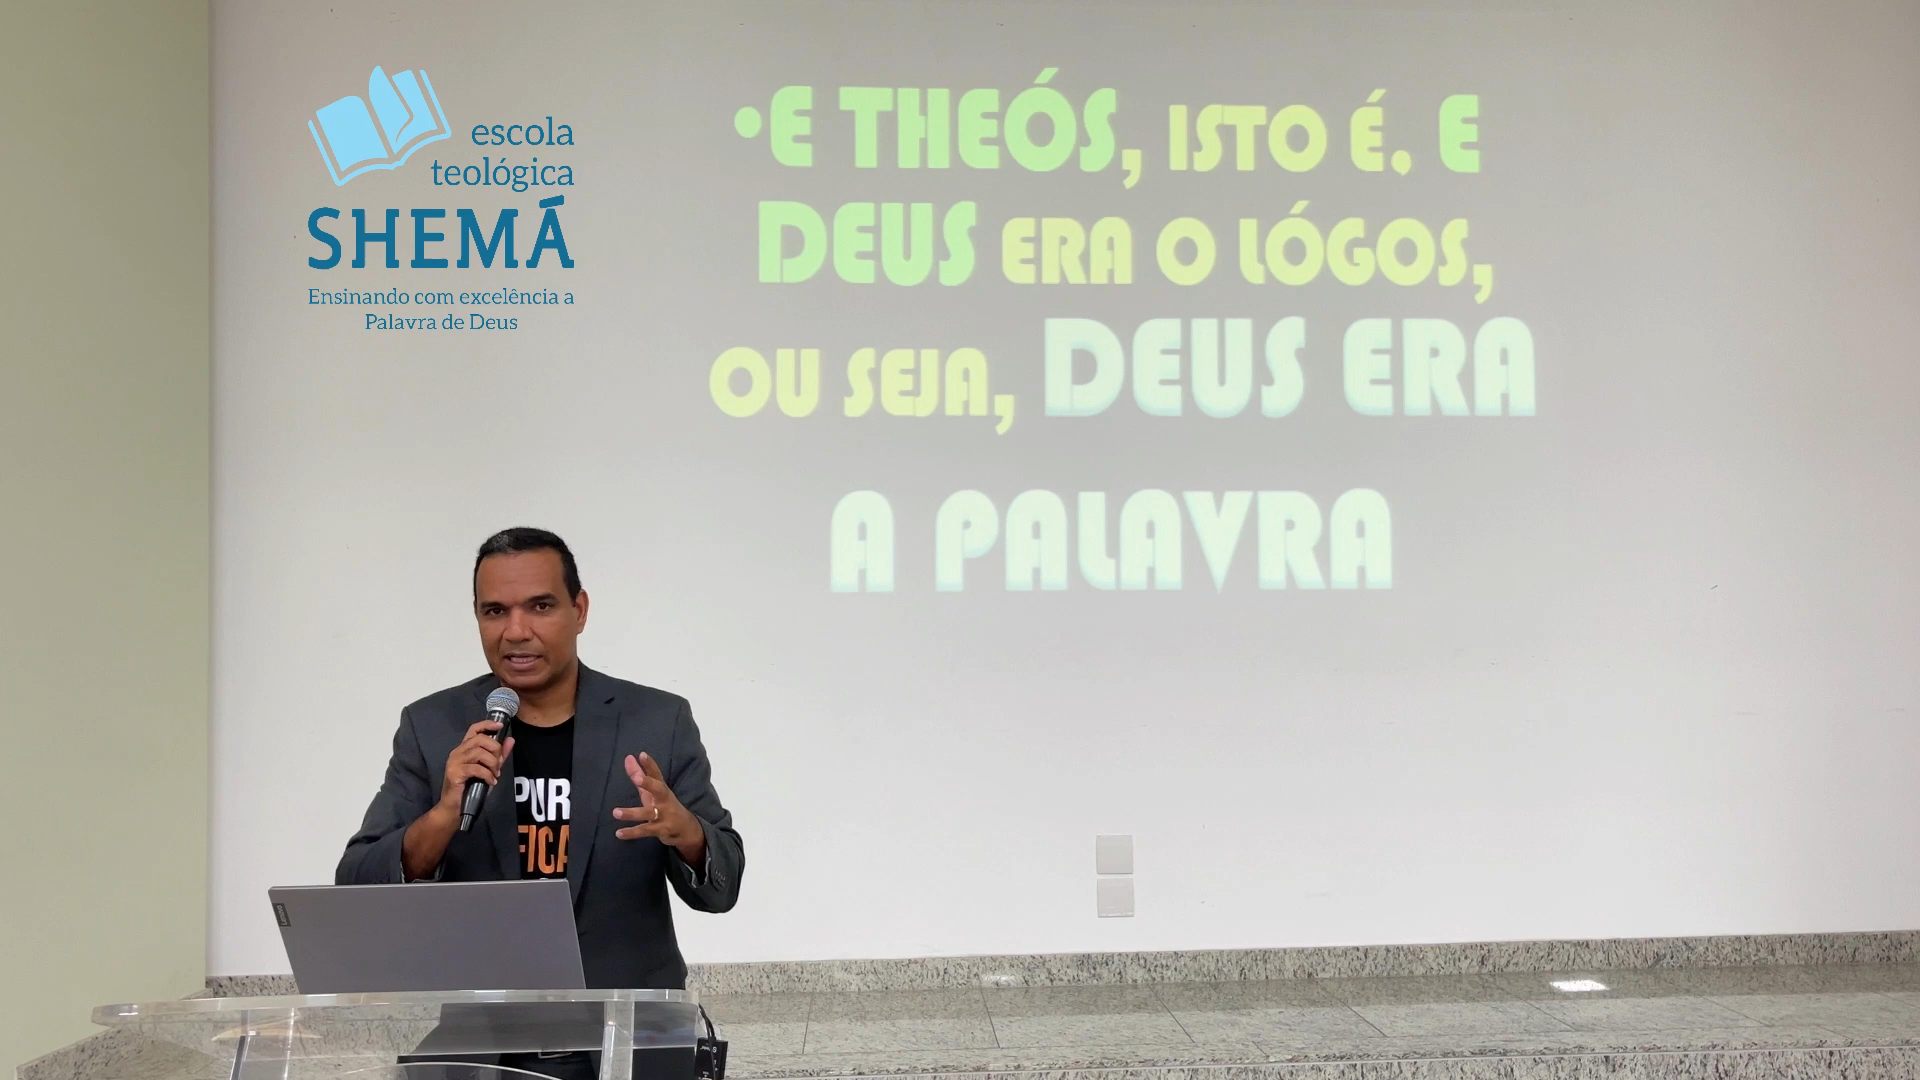 escola
teológica
SHEMÁ
Ensinando com excelência a
Palavra de Deus
•E THEÓS, ISTO É. E
DEUS ERA O LÓGOS,
OU SEJA, DEUS ERA
A PALAVRA
PUR
FICA
Lenovo